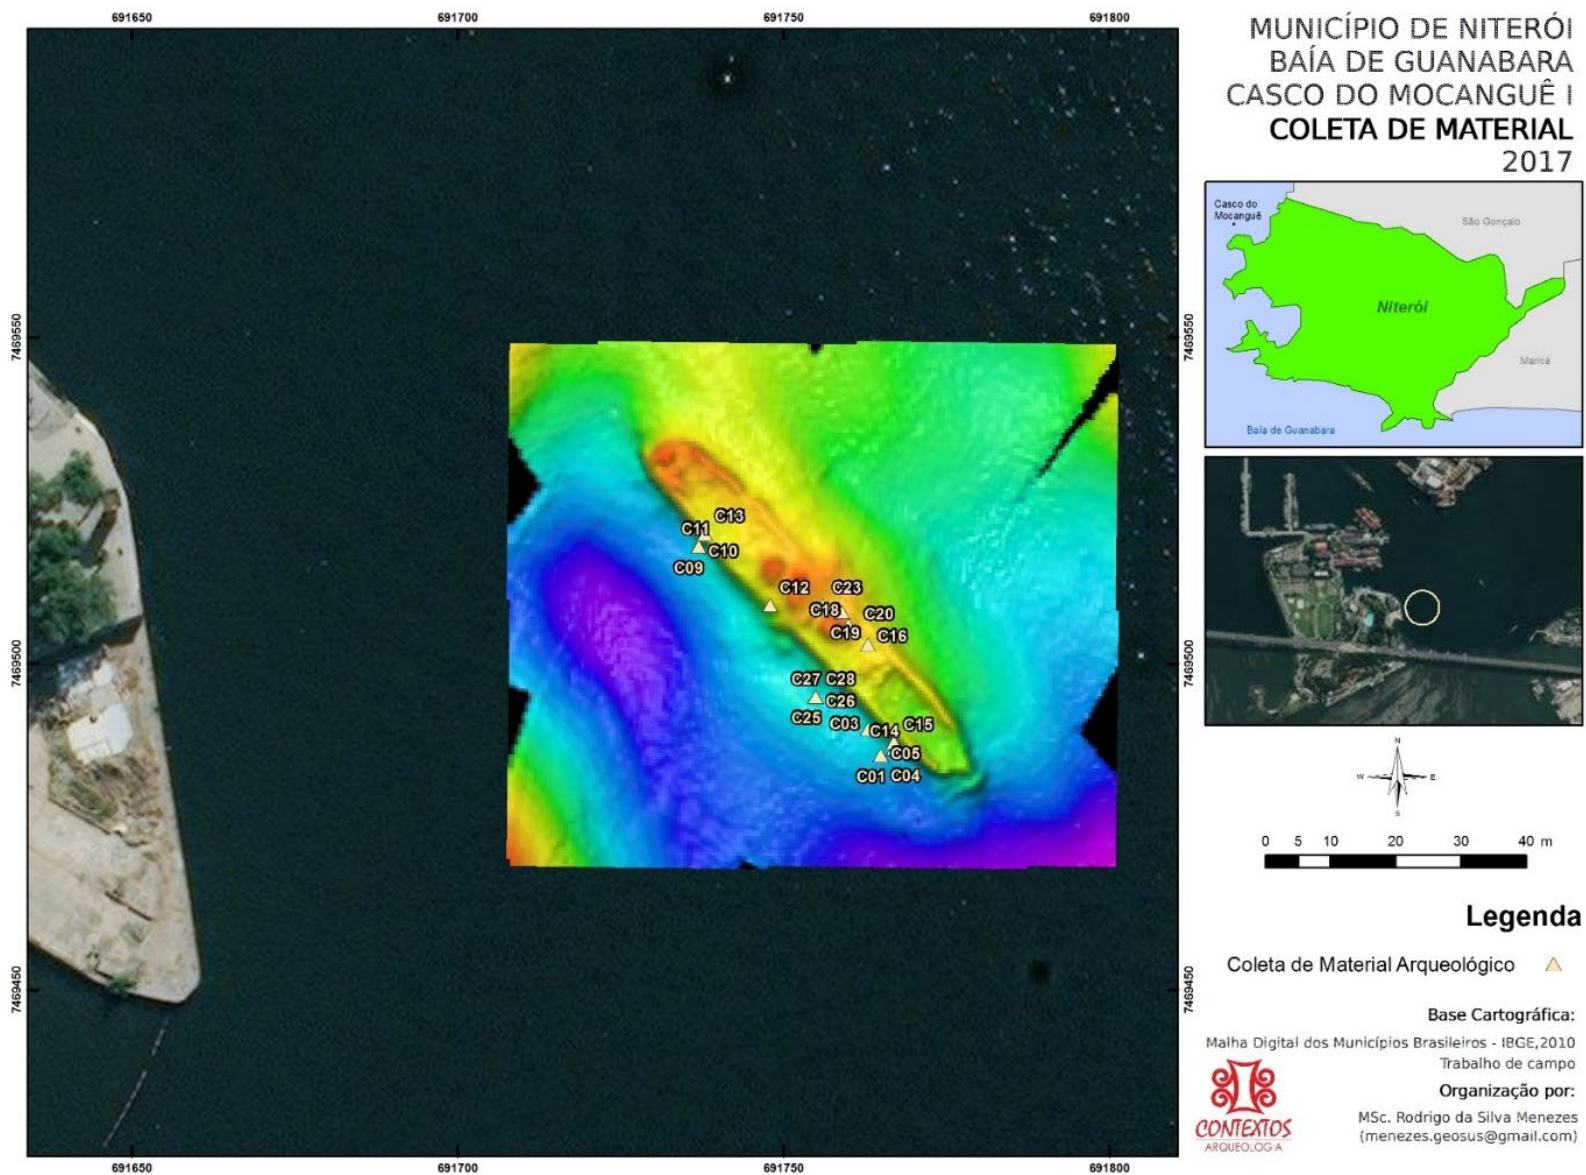 691650
691700
691750
691800
MUNICÍPIO DE NITERÓI
BAÍA DE GUANABARA
CASCO DO MOCANGUÊ I
COLETA DE MATERIAL
2017
Casco do
Mocanguê
São Gonçalo
Niterói
Maricá
Baía de Guanabara
7469550
7469550
C13
C11
C10
C09
C12
C23
C18
C20
C19
C16
C27
C28
C26
C25
C03
C15
C14
C05
C01
C04
7469500
7469500
N
W
E
S
0 5 10 20 30 40 m
Legenda
Coleta de Material Arqueológico
7469450
7469450
Base Cartográfica:
Malha Digital dos Municípios Brasileiros - IBGE,2010
Trabalho de campo
Organização por:
MSc. Rodrigo da Silva Menezes
(menezes.geosus@gmail.com)
CONTEXTOS
ARQUEOLOGIA
691650
691700
691750
691800